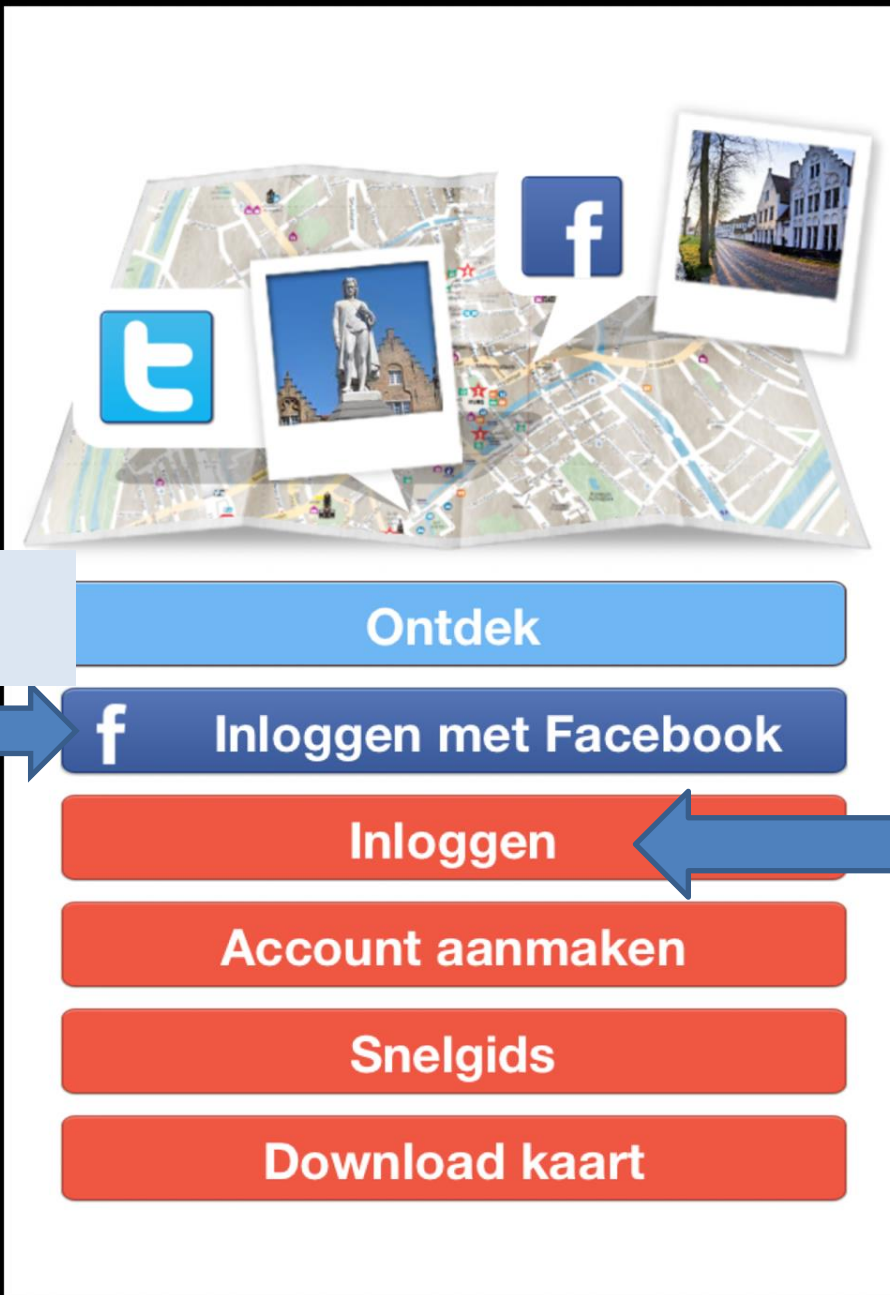 Ontdek
Inloggen met Facebook
Inloggen
Account aanmaken
Snelgids
Download kaart